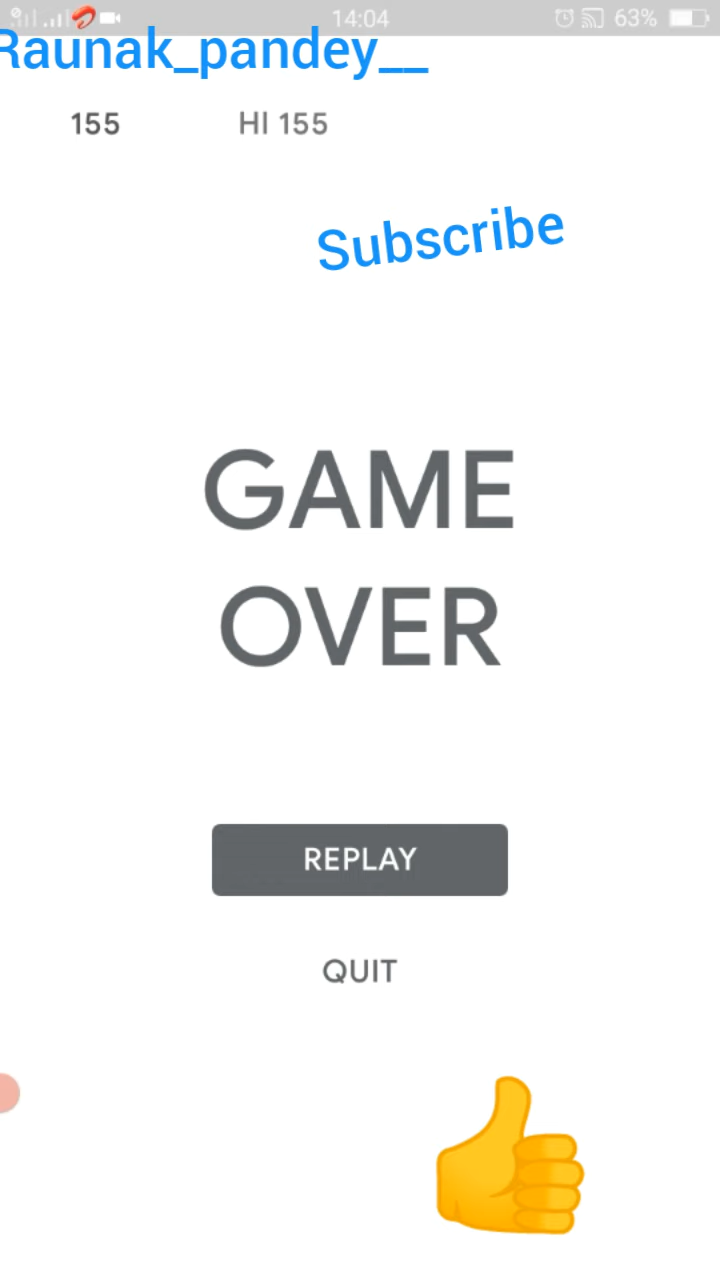 14:04
63%
Raunak_pandey__
155 HI 155
Subscribe
GAME
OVER
REPLAY
QUIT